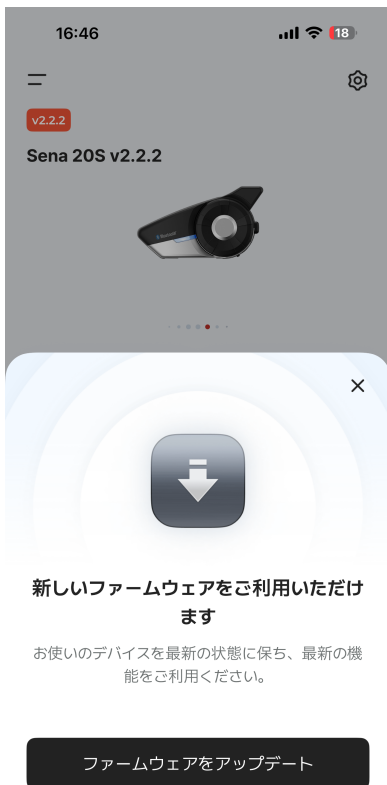 16:46
18
v2.2.2
Sena 20S v2.2.2
新しいファームウェアをご利用いただけ
ます
お使いのデバイスを最新の状態に保ち、最新の機
能をご利用ください。
ファームウェアをアップデート